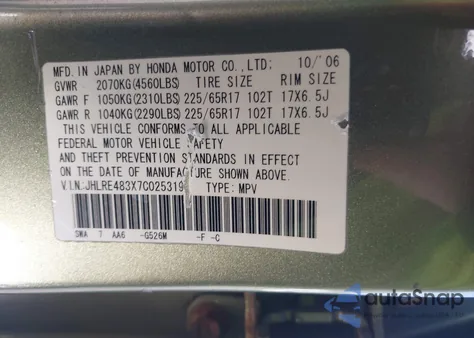 MFD.IN JAPAN BY HONDA MOTOR CO.,LTD: 10/'06
GVWR 2070KG(4560LBS) TIRE SIZE RIM SIZE
GAWR F 1050KG(2310LBS) 225/65R17 102T 17X6.5J
GAWR R 1040KG(2290LBS) 225/65R17 102T 17X6.5J
THIS VEHICLE CONFORMS TO ALL APPLICABLE
FEDERAL MOTOR VEHICLE SAFETY
AND THEFT PREVENTION STANDARDS IN EFFECT
ON THE DATE OF MANUFACTURE SHOWN ABOVE.
V.I.N. JHLRE483X7C025319 TYPE: MPV
SWA 7 AA6 -G526M -F -C
autoSnap